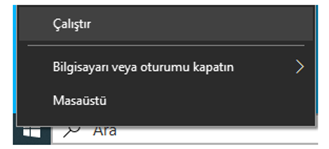 Çalıştır
Bilgisayarı veya oturumu kapatın
Masaüstü
Ara